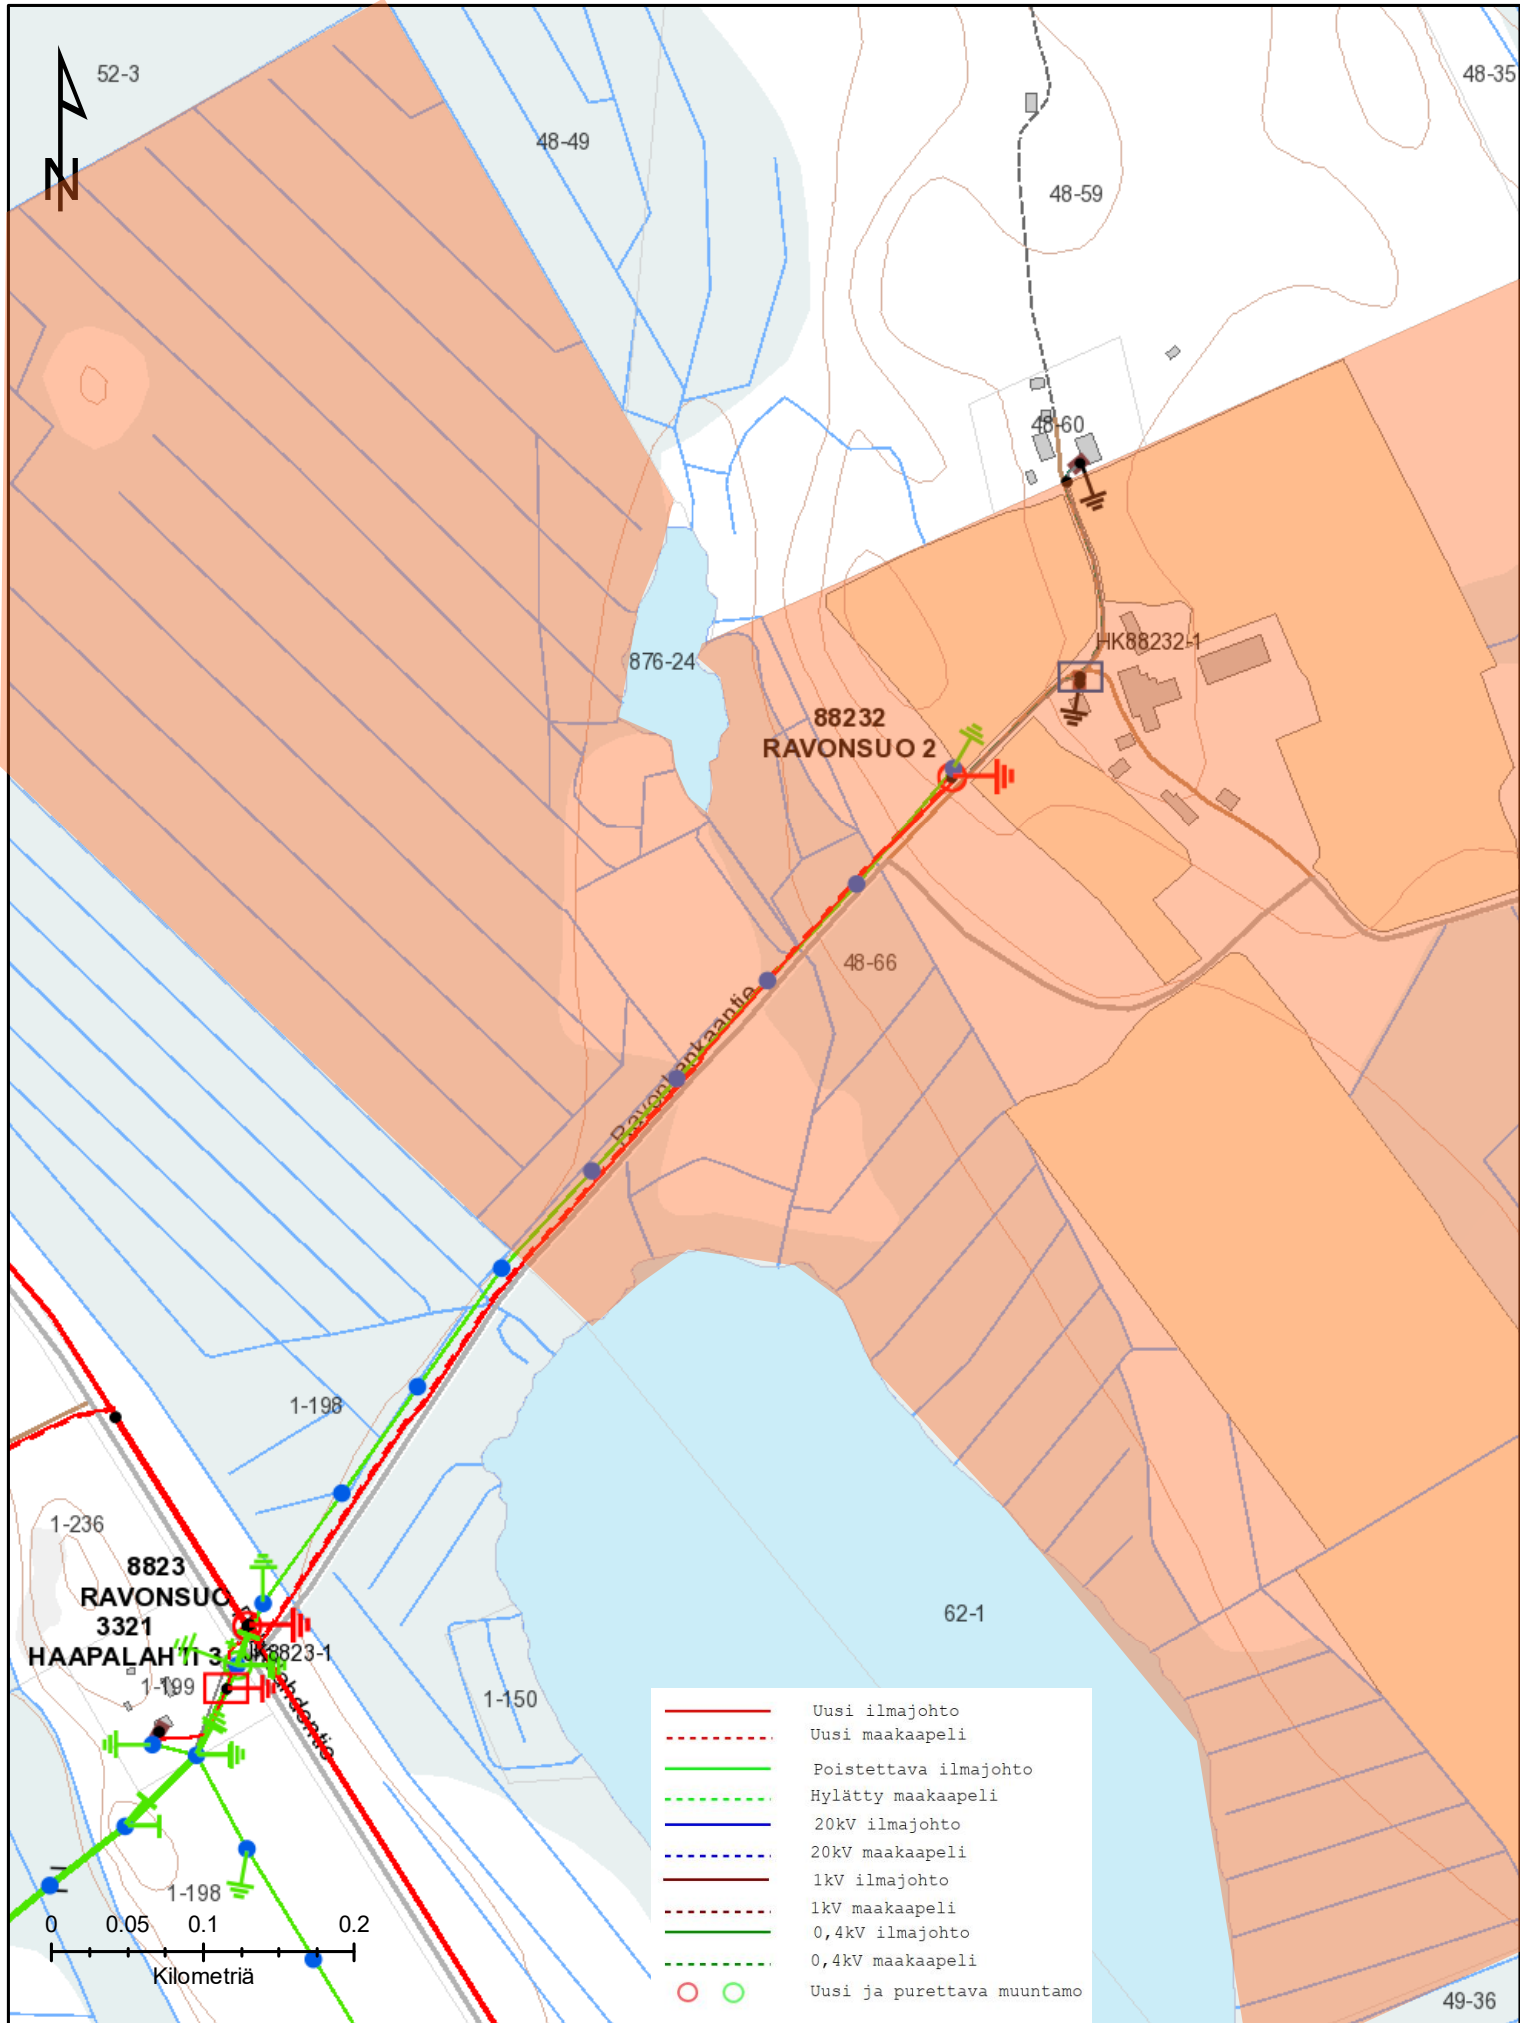 52-3
48-35
48-49
N
48-59
48-60
HK88232-1
876-24
88232
RAVONSUO 2
48-66
Ravonkankaantie
1-198
1-236
8823
RAVONSUO
3321
HAAPALAHTI 3
JK8823-1
1-199
1-150
62-1
1-198
0 0.05 0.1 0.2
Kilometriä
Uusi ilmajohto
Uusi maakaapeli
Poistettava ilmajohto
Hylätty maakaapeli
20kV ilmajohto
20kV maakaapeli
1kV ilmajohto
1kV maakaapeli
0,4kV ilmajohto
0,4kV maakaapeli
Uusi ja purettava muuntamo
49-36